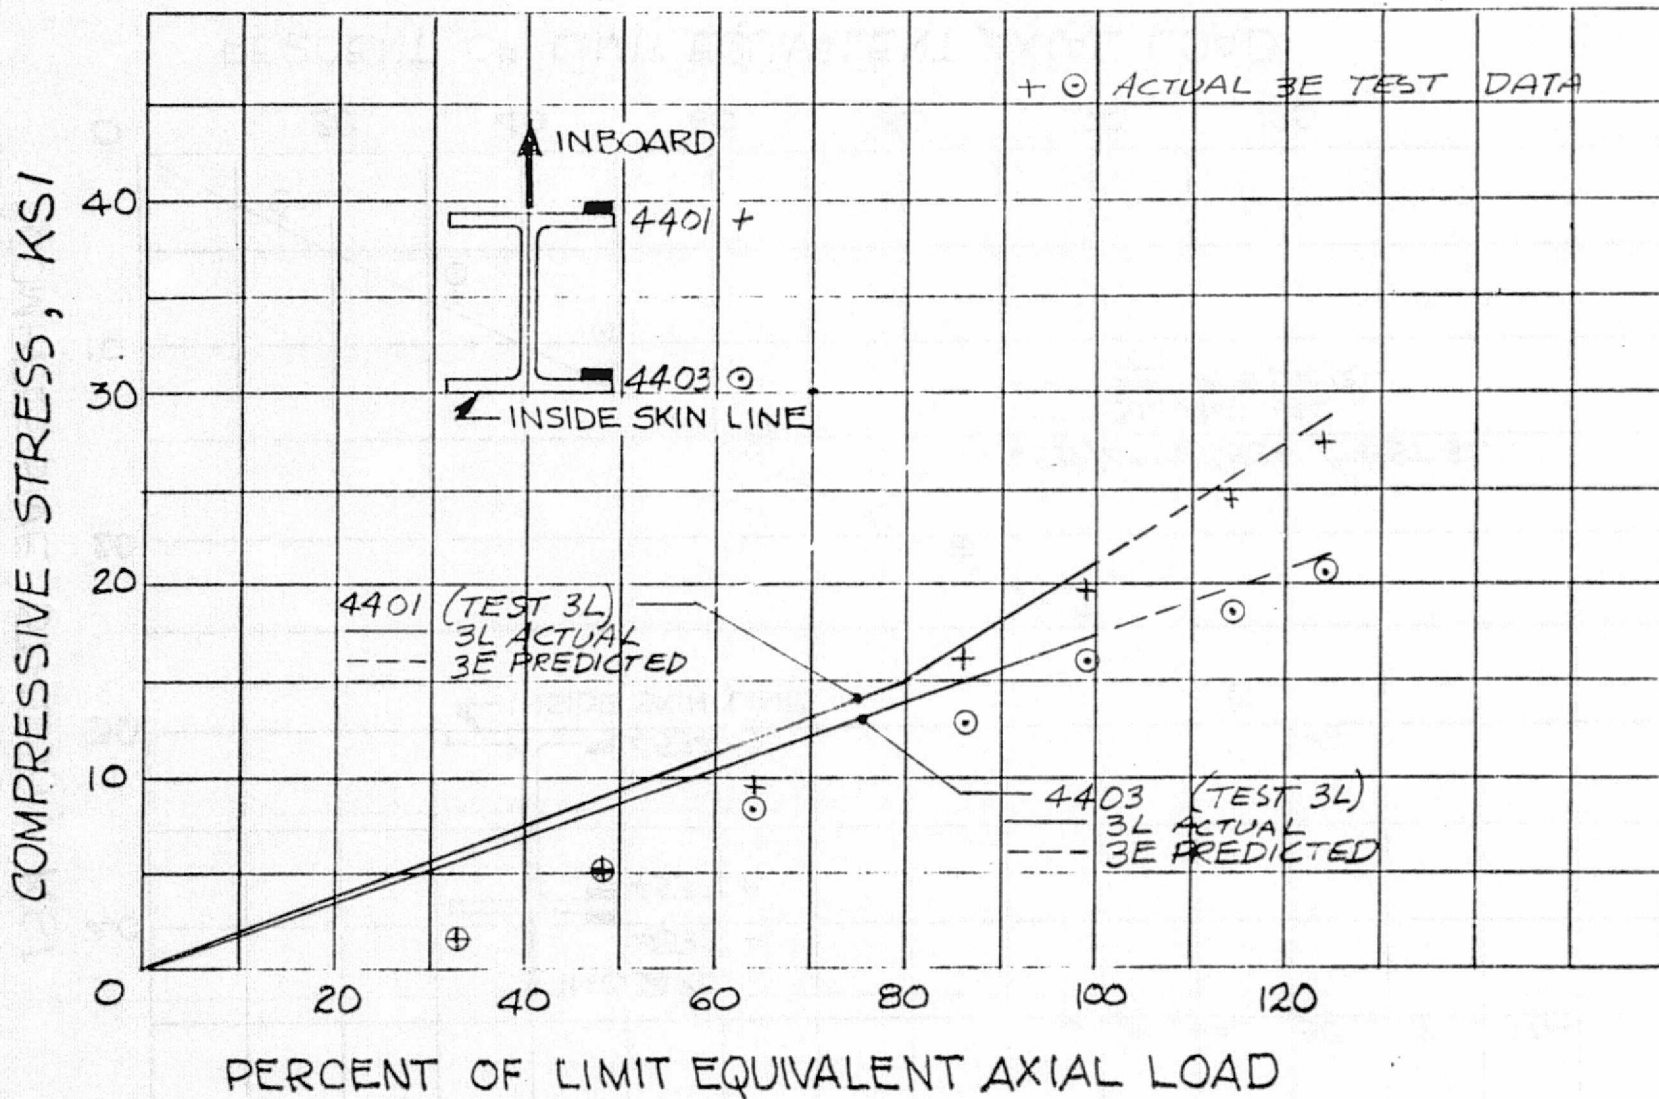 + ⊙ ACTUAL 3E TEST DATA
INBOARD
4401 +
4403 ⊙
INSIDE SKIN LINE
COMPRESSIVE STRESS, KSI
40
30
20
10
0
4401 (TEST 3L)
3L ACTUAL
3E PREDICTED
4403 (TEST 3L)
3L ACTUAL
3E PREDICTED
20 40 60 80 100 120
PERCENT OF LIMIT EQUIVALENT AXIAL LOAD